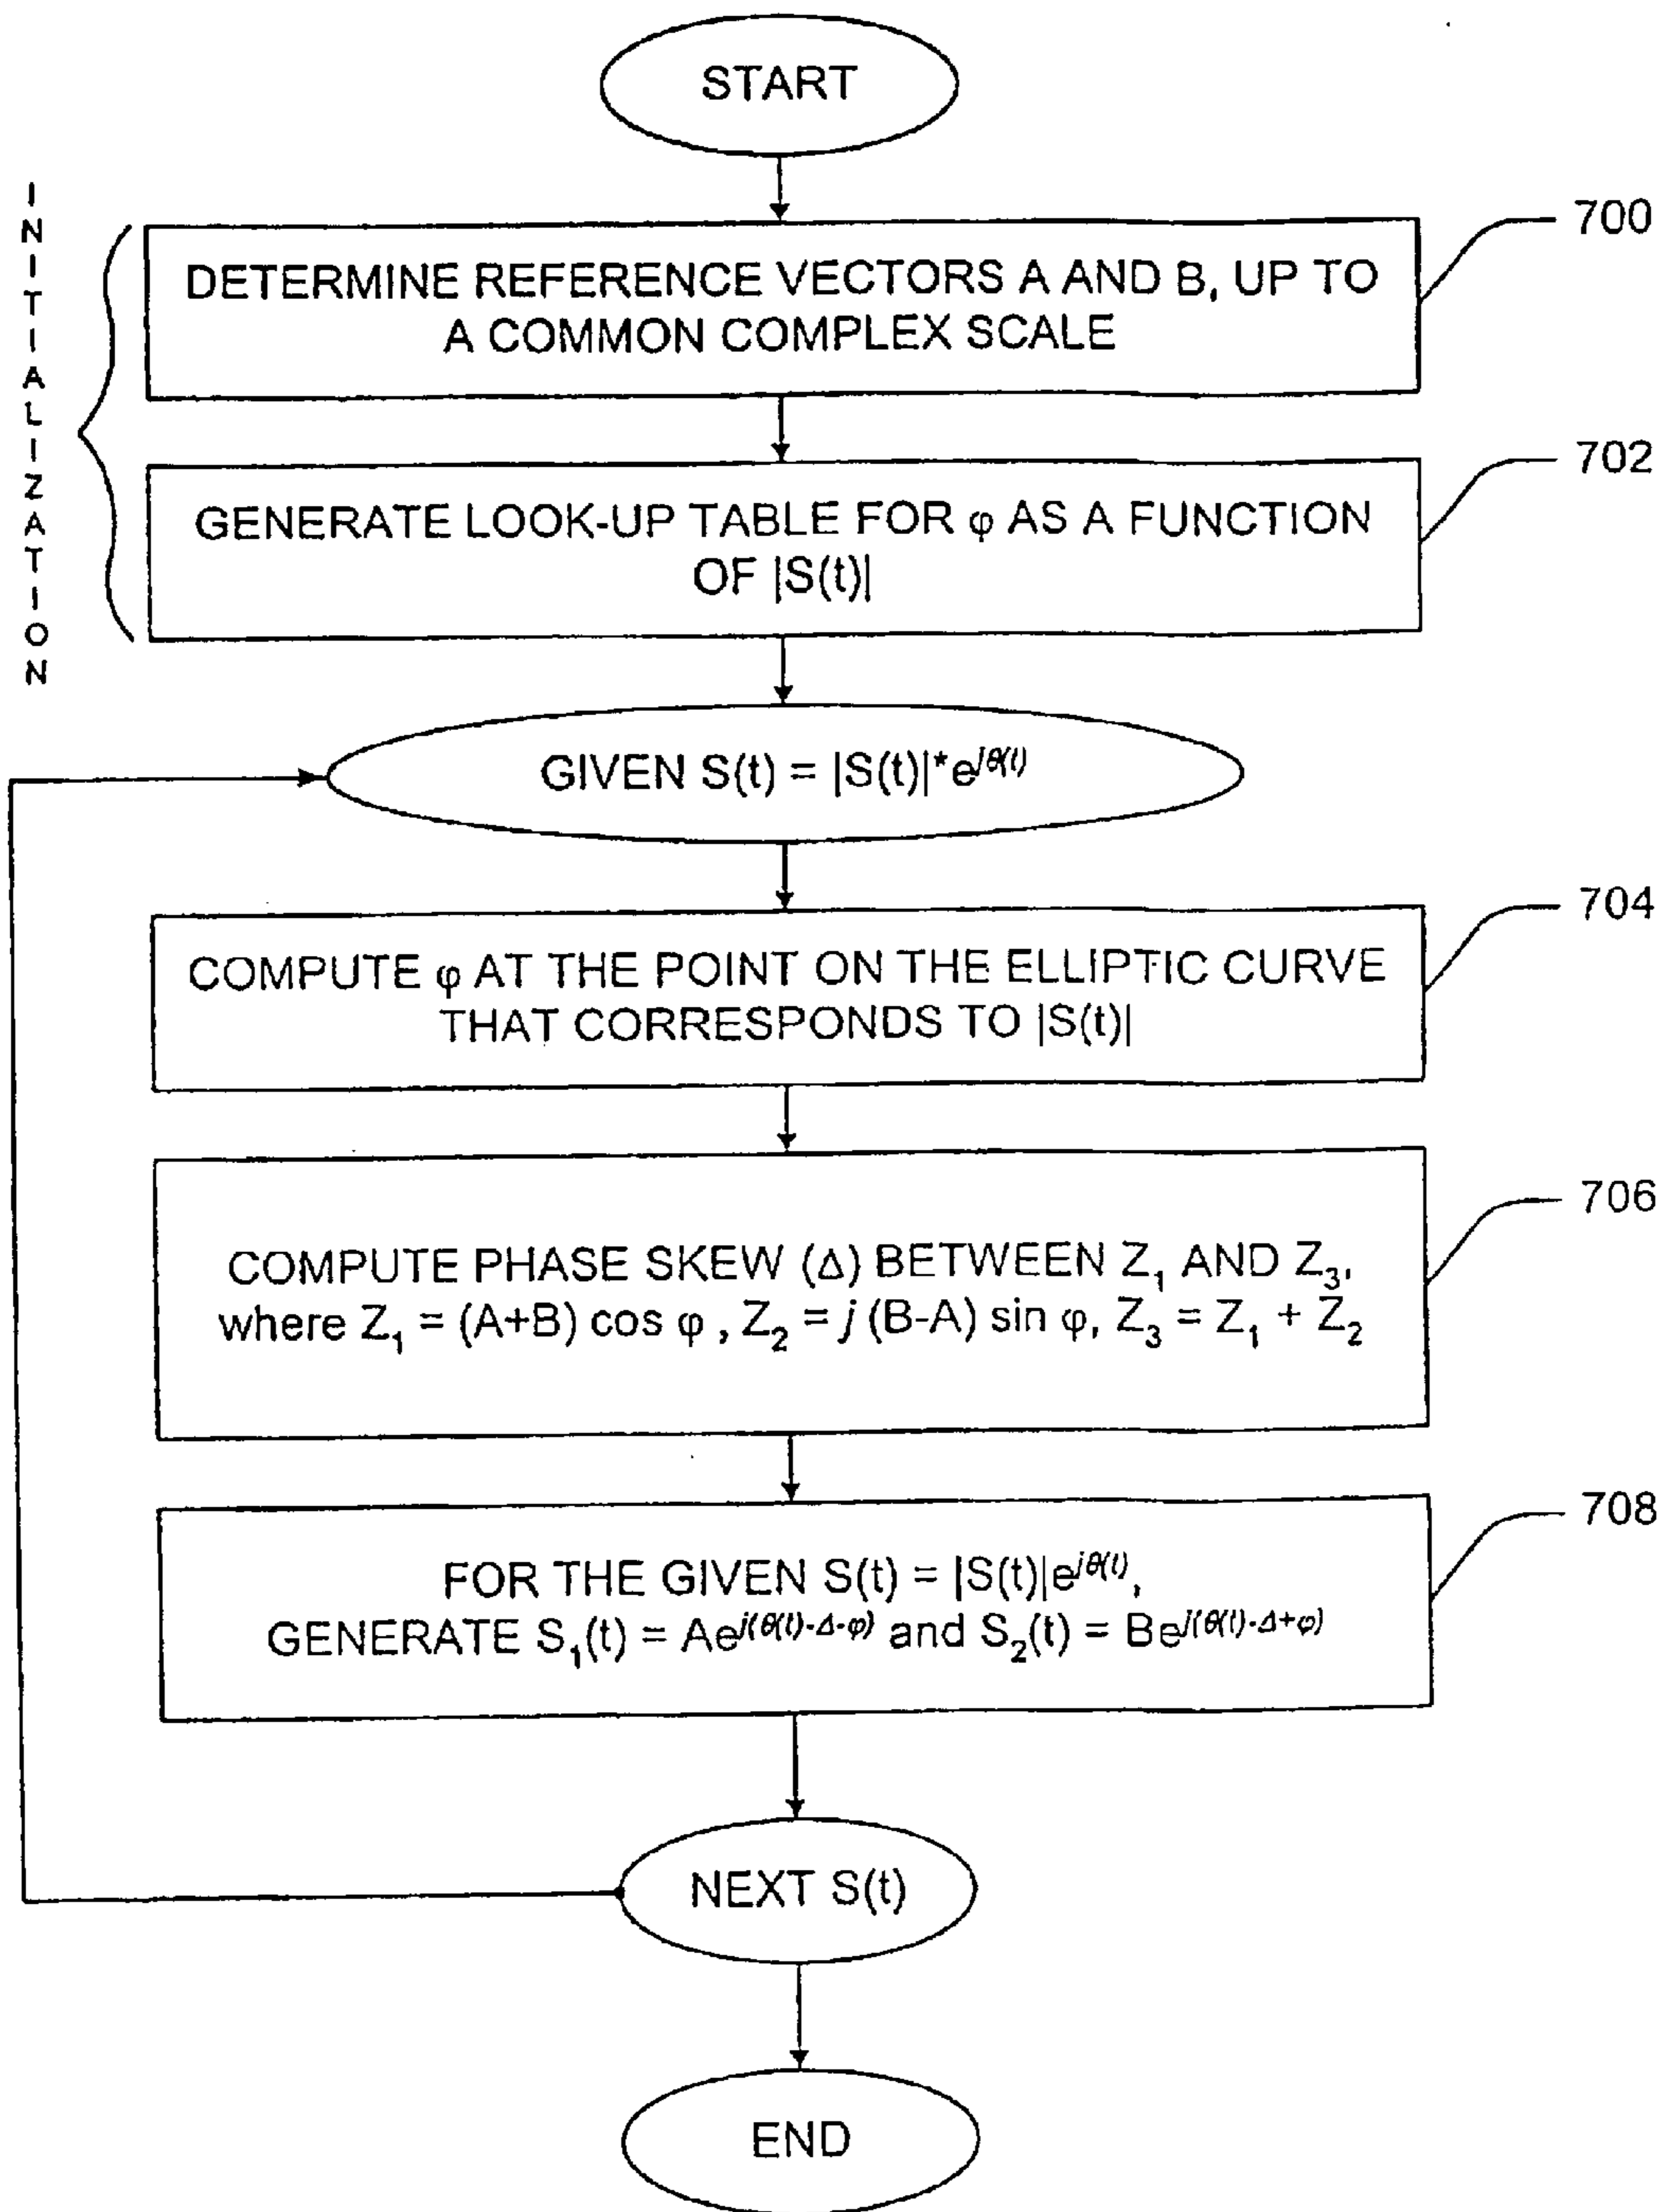 START
INITIALIZATION
700
DETERMINE REFERENCE VECTORS A AND B, UP TO
A COMMON COMPLEX SCALE
702
GENERATE LOOK-UP TABLE FOR φ AS A FUNCTION
OF |S(t)|
GIVEN S(t) = |S(t)|*e^{jθ(t)}
704
COMPUTE φ AT THE POINT ON THE ELLIPTIC CURVE
THAT CORRESPONDS TO |S(t)|
706
COMPUTE PHASE SKEW (Δ) BETWEEN Z₁ AND Z₃,
where Z₁ = (A+B) cos φ , Z₂ = j (B-A) sin φ, Z₃ = Z₁ + Z₂
708
FOR THE GIVEN S(t) = |S(t)|e^{jθ(t)},
GENERATE S₁(t) = Ae^{j(θ(t)-Δ-φ)} and S₂(t) = Be^{j(θ(t)-Δ+φ)}
NEXT S(t)
END